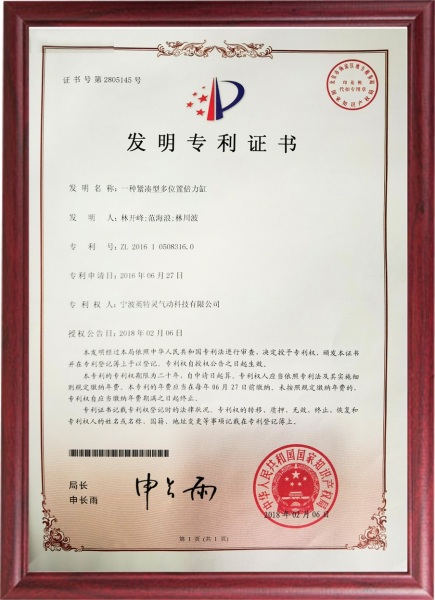 证书号第2805145号
发明专利证书
发明名称:一种紧凑型多位置倍力缸
发明人:林开峰;范海浪;林川波
专利号:ZL 2016 1 0508316.0
专利申请日:2016年06月27日
专利权人:宁波英特灵气动科技有限公司
授权公告日:2018年02月06日
本发明经过本局依照中华人民共和国专利法进行审查,决定授予专利权,颁发本证书
并在专利登记簿上予以登记。专利权自授权公告之日起生效。
本专利的专利权期限为二十年,自申请日起算。专利权人应当依照专利法及其实施细
则规定缴纳年费。本专利的年费应当在每年06月27日前缴纳。未按照规定缴纳年费的,
专利权自应当缴纳年费期满之日起终止。
专利证书记载专利权登记时的法律状况。专利权的转移、质押、无效、终止、恢复和
专利权人的姓名或名称、国籍、地址变更等事项记载在专利登记簿上。
局长
申长雨
申长雨
中华人民共和国国家知识产权局
2018年02月06日
第1页(共1页)